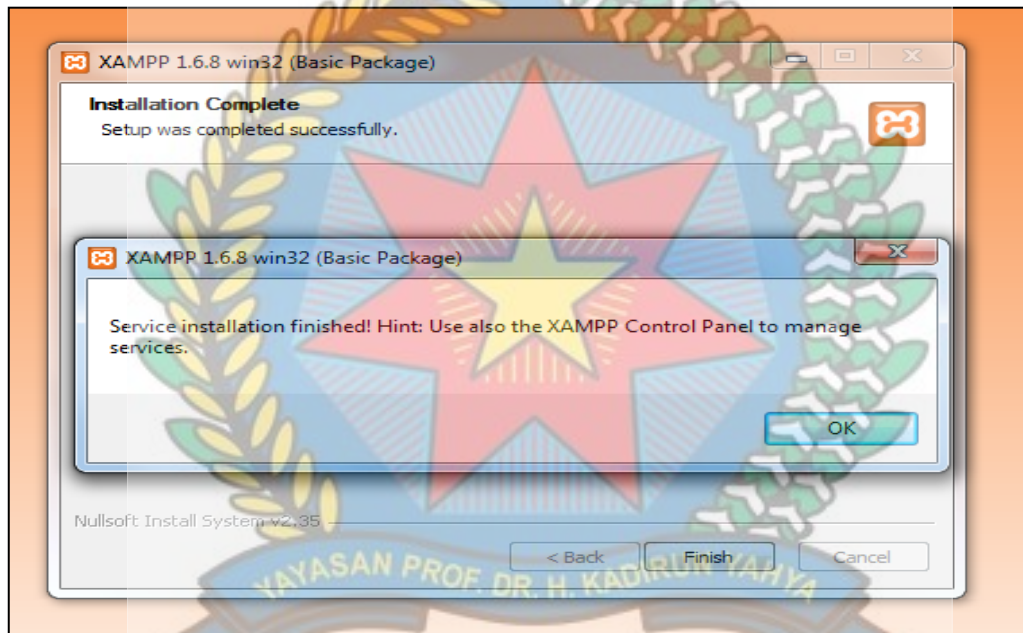 XAMPP 1.6.8 win32 (Basic Package)
Installation Complete
Setup was completed successfully.
XAMPP 1.6.8 win32 (Basic Package)
Service installation finished! Hint: Use also the XAMPP Control Panel to manage
services.
OK
Nullsoft Install System v2.35
< Back Finish Cancel
YAYASAN PROF. DR. H. KADIRUN YAHYA